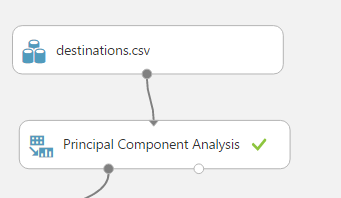 destinations.csv
Principal Component Analysis